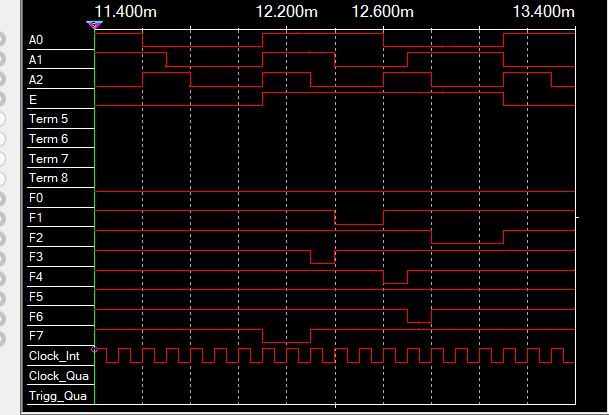 11.400m 12.200m 12.600m 13.400m
A0
A1
A2
E
Term 5
Term 6
Term 7
Term 8
F0
F1
F2
F3
F4
F5
F6
F7
Clock_Int
Clock_Qua
Trigg_Qua